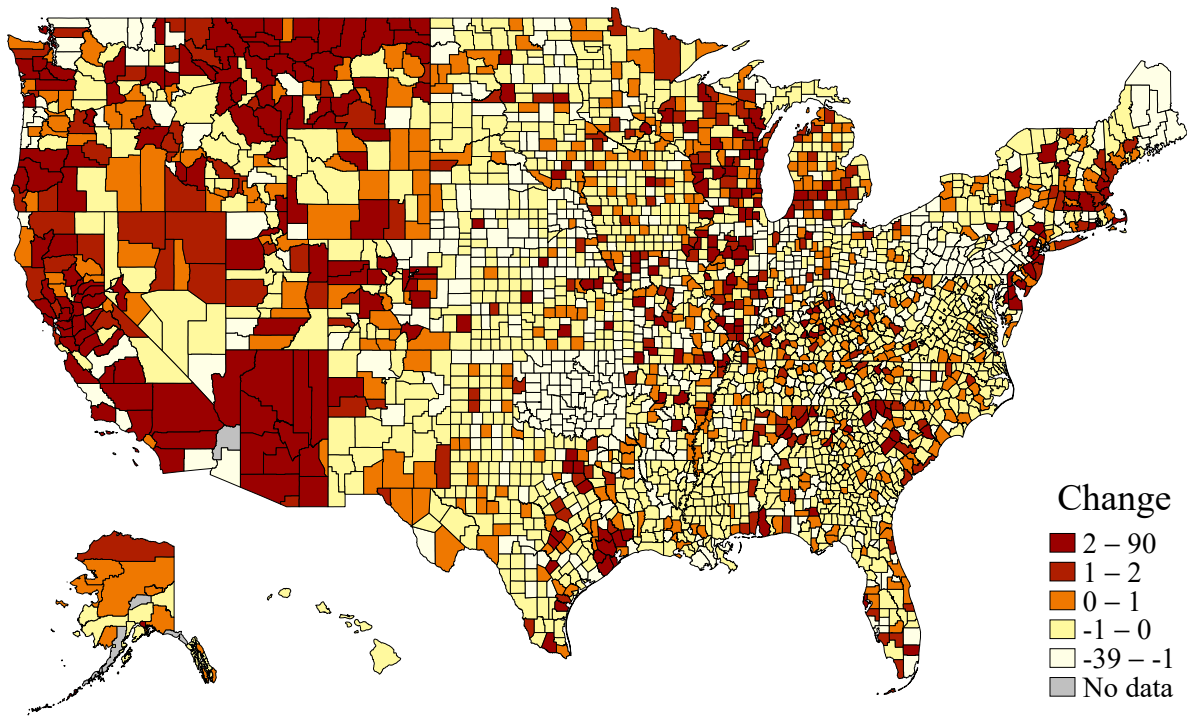 Change
2 – 90
1 – 2
0 – 1
-1 – 0
-39 – -1
No data